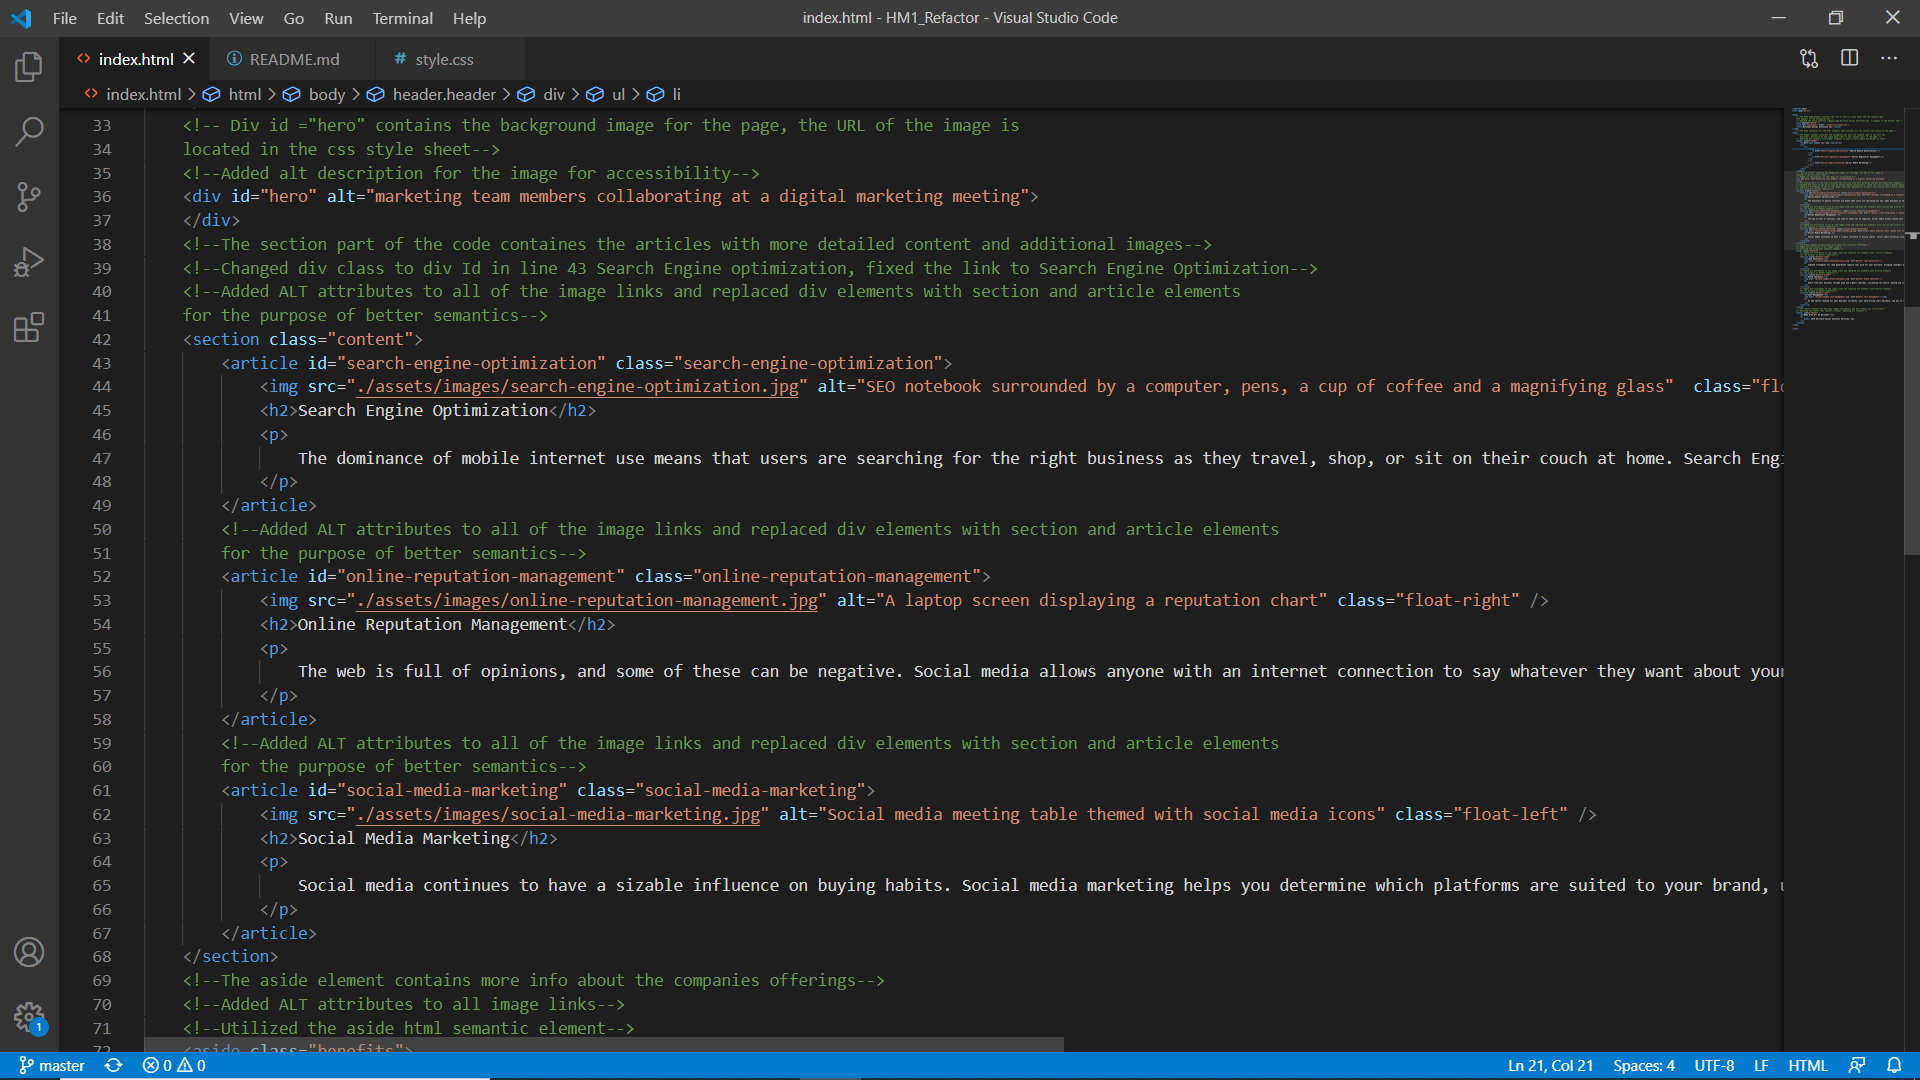 File Edit Selection View Go Run Terminal Help
index.html - HM1_Refactor - Visual Studio Code
index.html README.md # style.css
index.html > html > body > header.header > div > ul > li
33 <!-- Div id ="hero" contains the background image for the page, the URL of the image is
34 located in the css style sheet-->
35 <!--Added alt description for the image for accessibility-->
36 <div id="hero" alt="marketing team members collaborating at a digital marketing meeting">
37 </div>
38 <!--The section part of the code containes the articles with more detailed content and additional images-->
39 <!--Changed div class to div Id in line 43 Search Engine optimization, fixed the link to Search Engine Optimization-->
40 <!--Added ALT attributes to all of the image links and replaced div elements with section and article elements
41 for the purpose of better semantics-->
42 <section class="content">
43 <article id="search-engine-optimization" class="search-engine-optimization">
44 <img src="./assets/images/search-engine-optimization.jpg" alt="SEO notebook surrounded by a computer, pens, a cup of coffee and a magnifying glass" class="flo
45 <h2>Search Engine Optimization</h2>
46 <p>
47 The dominance of mobile internet use means that users are searching for the right business as they travel, shop, or sit on their couch at home. Search Eng
48 </p>
49 </article>
50 <!--Added ALT attributes to all of the image links and replaced div elements with section and article elements
51 for the purpose of better semantics-->
52 <article id="online-reputation-management" class="online-reputation-management">
53 <img src="./assets/images/online-reputation-management.jpg" alt="A laptop screen displaying a reputation chart" class="float-right" />
54 <h2>Online Reputation Management</h2>
55 <p>
56 The web is full of opinions, and some of these can be negative. Social media allows anyone with an internet connection to say whatever they want about your
57 </p>
58 </article>
59 <!--Added ALT attributes to all of the image links and replaced div elements with section and article elements
60 for the purpose of better semantics-->
61 <article id="social-media-marketing" class="social-media-marketing">
62 <img src="./assets/images/social-media-marketing.jpg" alt="Social media meeting table themed with social media icons" class="float-left" />
63 <h2>Social Media Marketing</h2>
64 <p>
65 Social media continues to have a sizable influence on buying habits. Social media marketing helps you determine which platforms are suited to your brand,
66 </p>
67 </article>
68 </section>
69 <!--The aside element contains more info about the companies offerings-->
70 <!--Added ALT attributes to all image links-->
71 <!--Utilized the aside html semantic element-->
72 <aside class="benefits">
1
master 0 0 Ln 21, Col 21 Spaces: 4 UTF-8 LF HTML